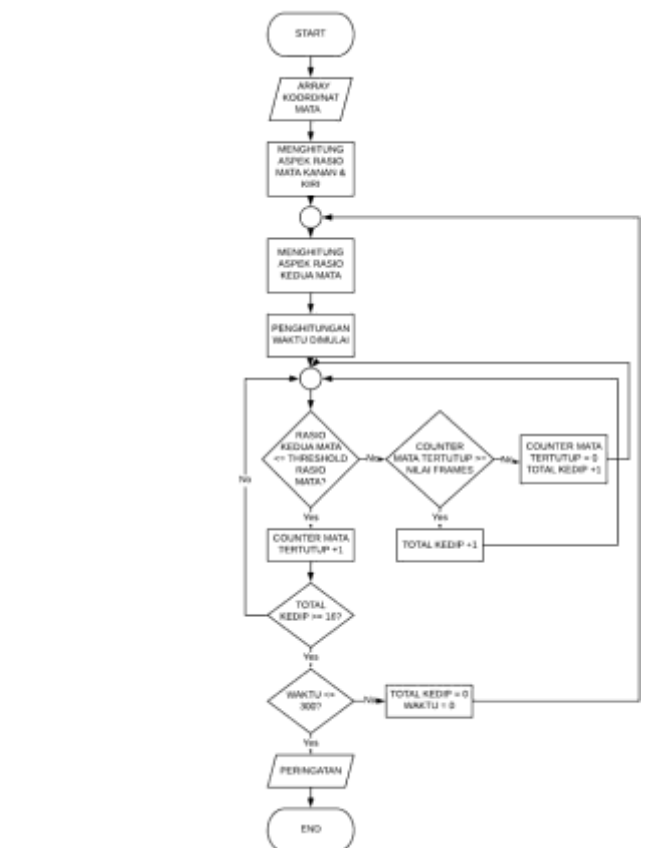 START
ARRAY
KOORDINAT
MATA
MENGHITUNG
ASPEK RASIO
MATA KANAN &
KIRI
MENGHITUNG
ASPEK RASIO
KEDUA MATA
PENGHITUNGAN
WAKTU DIMULAI
RASIO
KEDUA MATA
<= THRESHOLD
RASIO
MATA?
No
COUNTER
MATA TERTUTUP >=
NILAI FRAMES
No
COUNTER MATA
TERTUTUP = 0
TOTAL KEDIP +1
No
Yes
Yes
COUNTER MATA
TERTUTUP +1
TOTAL KEDIP +1
TOTAL
KEDIP >= 10?
Yes
WAKTU <=
300?
No
TOTAL KEDIP = 0
WAKTU = 0
Yes
PERINGATAN
END